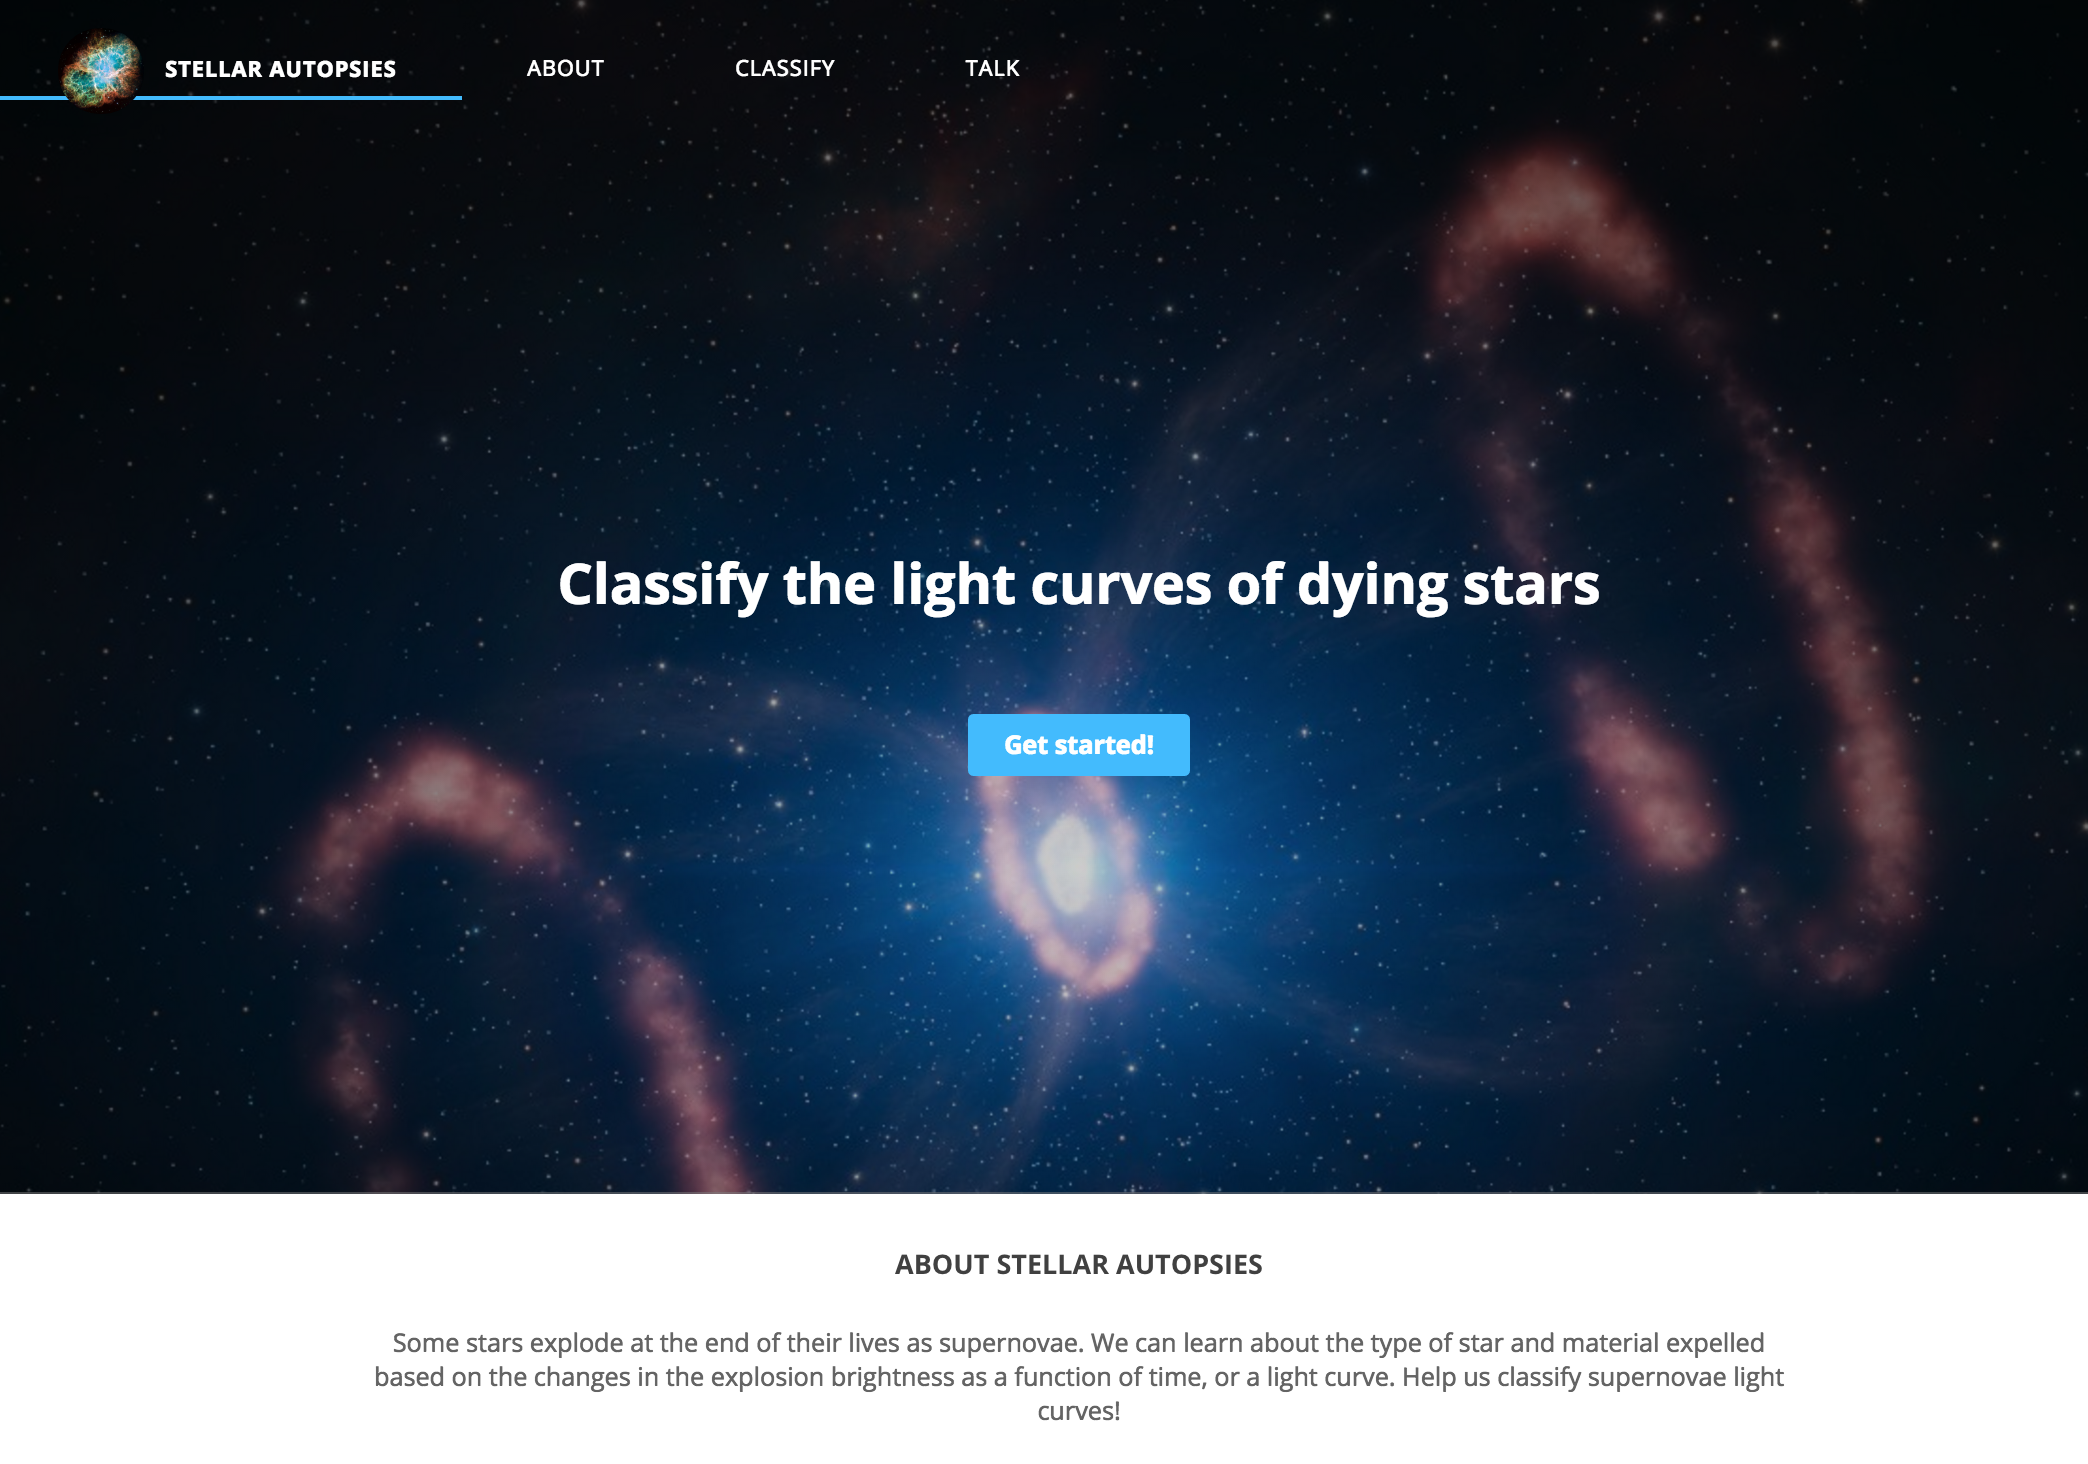 STELLAR AUTOPSIES ABOUT CLASSIFY TALK
Classify the light curves of dying stars
Get started!
ABOUT STELLAR AUTOPSIES
Some stars explode at the end of their lives as supernovae. We can learn about the type of star and material expelled
based on the changes in the explosion brightness as a function of time, or a light curve. Help us classify supernovae light
curves!